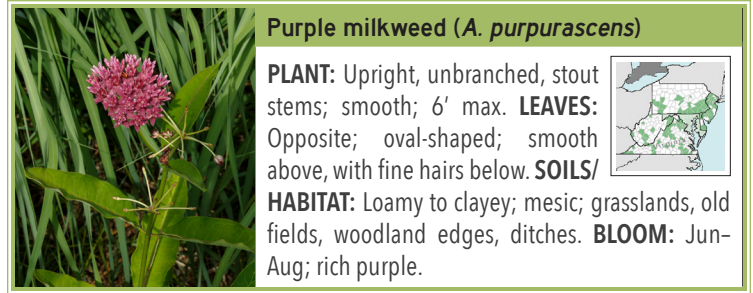 Purple milkweed (A. purpurascens)
PLANT: Upright, unbranched, stout
stems; smooth; 6’ max. LEAVES:
Opposite; oval-shaped; smooth
above, with fine hairs below. SOILS/
HABITAT: Loamy to clayey; mesic; grasslands, old
fields, woodland edges, ditches. BLOOM: Jun–
Aug; rich purple.